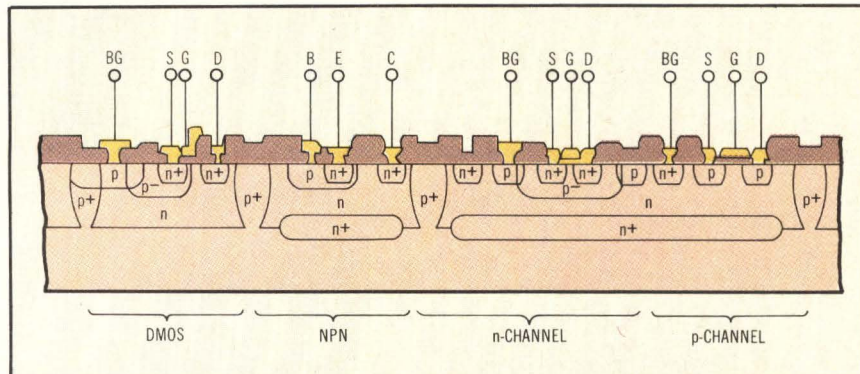 BG S G D B E C BG S G D BG S G D
p n+ n+ p n+ n+ n+ p n+ n+ p n+ p p
p+ p- p+ p+ p- p+
n n n
n+ n+
DMOS NPN n-CHANNEL p-CHANNEL